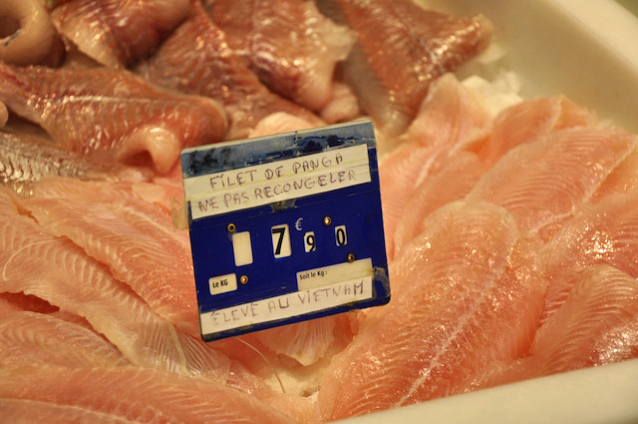 FILET DE PANGA
NE PAS RECONGELER
7 € 90
Le KG
Soit le Kg :
ÉLEVÉ AU VIETNAM